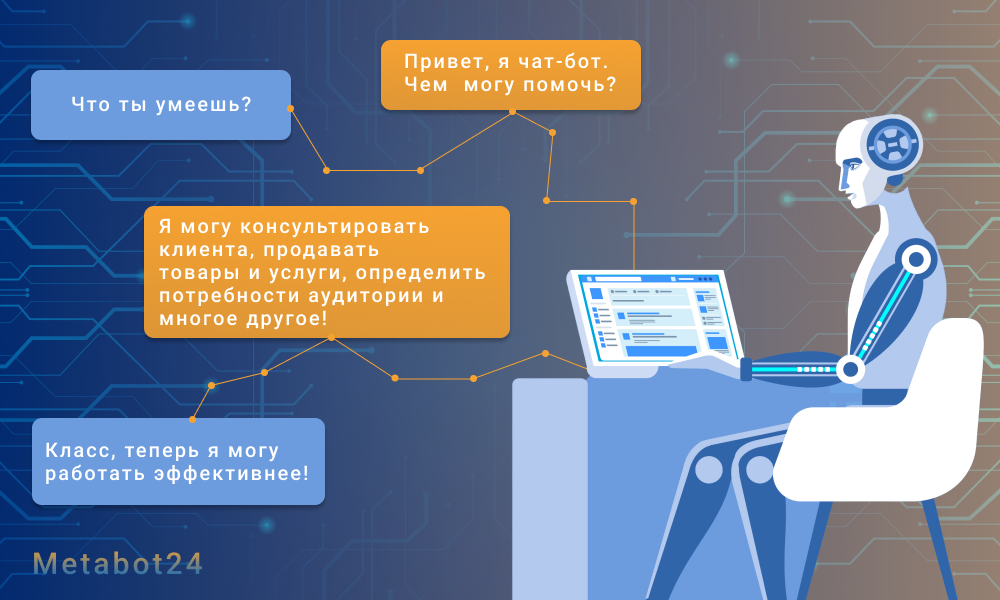 Привет, я чат-бот.
Чем могу помочь?
Что ты умеешь?
Я могу консультировать
клиента, продавать
товары и услуги, определить
потребности аудитории и
многое другое!
Класс, теперь я могу
работать эффективнее!
Metabot24